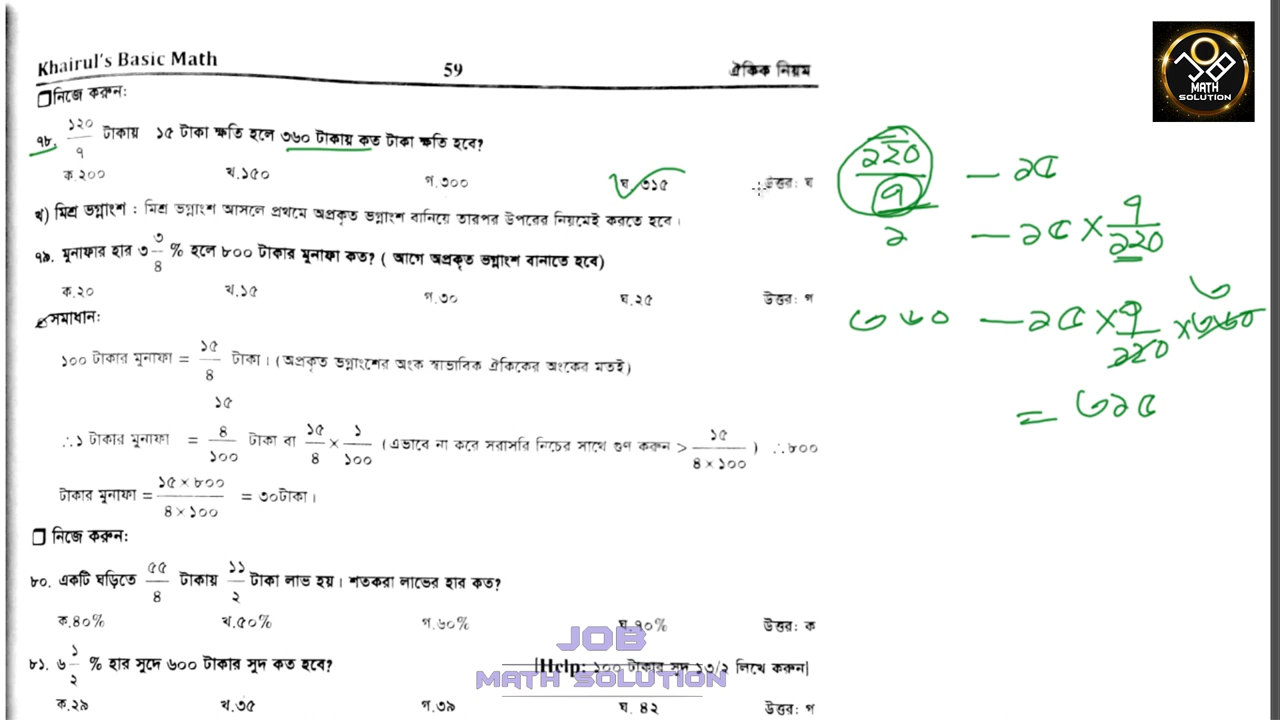 Khairul's Basic Math 59 ঐকিক নিয়ম
নিজে করুন:
৭৮. ১২০/৭ টাকায় ১৫ টাকা ক্ষতি হলে ৩৬০ টাকায় কত টাকা ক্ষতি হবে?
ক.২০০ খ.১৫০ গ.৩০০ ঘ.৩১৫ উত্তর: ঘ
থ) মিশ্র ভগ্নাংশ : মিশ্র ভগ্নাংশ আসলে প্রথমে অপ্রকৃত ভগ্নাংশ বানিয়ে তারপর উপরের নিয়মেই করতে হবে।
৭৯. মুনাফার হার ৩ ৩/৪ % হলে ৮০০ টাকার মুনাফা কত? ( আগে অপ্রকৃত ভগ্নাংশ বানাতে হবে)
ক.২০ খ.১৫ গ.৩০ ঘ.২৫ উত্তর: গ
সমাধান:
১০০ টাকার মুনাফা = ১৫/৪ টাকা। (অপ্রকৃত ভগ্নাংশের অংক স্বাভাবিক ঐকিকের অংকের মতই)
∴১ টাকার মুনাফা = ১৫/৪/১০০ টাকা বা ১৫/৪ × ১/১০০ (এভাবে না করে সরাসরি নিচের সাথে গুণ করুন > ১৫/৪×১০০) ∴৮০০
টাকার মুনাফা = ১৫×৮০০/৪×১০০ = ৩০টাকা।
নিজে করুন:
৮০. একটি ঘড়িতে ৫৫/৪ টাকায় ১১/২ টাকা লাভ হয়। শতকরা লাভের হার কত?
ক.৪০% খ.৫০% গ.৬০% ঘ.৭০% উত্তর: ক
৮১. ৬ ১/২ % হার সুদে ৬০০ টাকার সুদ কত হবে? |Help: ১০০ টাকার সুদ ১৩/২ লিখে করুন|
ক.২৯ খ.৩৫ গ.৩৯ ঘ. ৪২ উত্তর: গ
১২০/৭ — ১৫
১ — ১৫ × ৭/১২০
৩৬০ — ১৫ × ৭/১২০ × ৩৬০
৩
= ৩১৫
MATH
SOLUTION
JOB
MATH SOLUTION